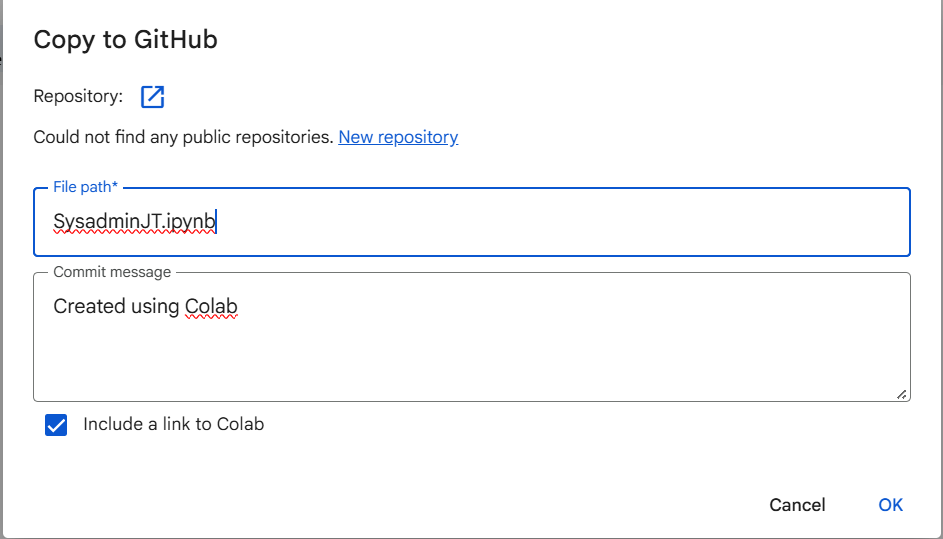 Copy to GitHub
Repository:
Could not find any public repositories. New repository
File path*
SysadminJT.ipynb
Commit message
Created using Colab
Include a link to Colab
Cancel OK